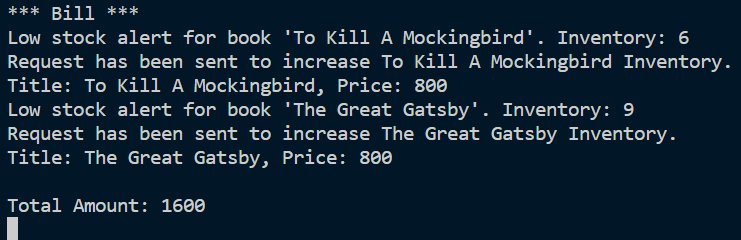 *** Bill ***
Low stock alert for book 'To Kill A Mockingbird'. Inventory: 6
Request has been sent to increase To Kill A Mockingbird Inventory.
Title: To Kill A Mockingbird, Price: 800
Low stock alert for book 'The Great Gatsby'. Inventory: 9
Request has been sent to increase The Great Gatsby Inventory.
Title: The Great Gatsby, Price: 800
Total Amount: 1600